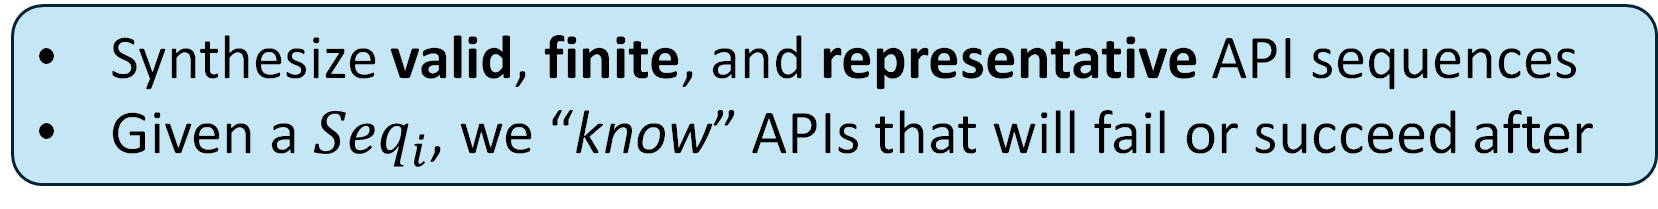 • Synthesize valid, finite, and representative API sequences
• Given a Seqᵢ, we “know” APIs that will fail or succeed after